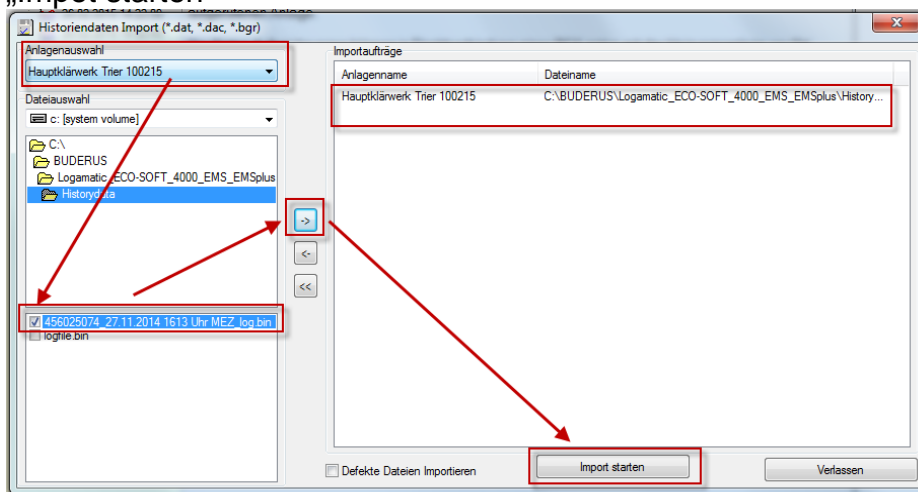 „Impot starten“
Historiendaten Import (*.dat, *.dac, *.bgr)
Anlagenauswahl
Hauptklärwerk Trier 100215
Dateiauswahl
c: [system volume]
C:\
BUDERUS
Logamatic_ECO-SOFT_4000_EMS_EMSplus
Historydata
456025074_27.11.2014 1613 Uhr MEZ_log.bin
logfile.bin
->
<-
<<
Importaufträge
Anlagenname Dateiname
Hauptklärwerk Trier 100215 C:\BUDERUS\Logamatic_ECO-SOFT_4000_EMS_EMSplus\History...
Defekte Dateien Importieren
Import starten
Verlassen